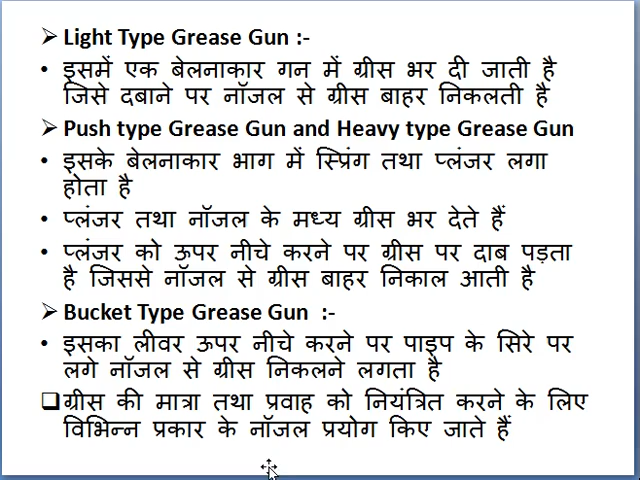 ➢ Light Type Grease Gun :-
• इसमें एक बेलनाकार गन में ग्रीस भर दी जाती है
जिसे दबाने पर नॉजल से ग्रीस बाहर निकलती है
➢ Push type Grease Gun and Heavy type Grease Gun
• इसके बेलनाकार भाग में स्प्रिंग तथा प्लंजर लगा
होता है
• प्लंजर तथा नॉजल के मध्य ग्रीस भर देते हैं
• प्लंजर को ऊपर नीचे करने पर ग्रीस पर दाब पड़ता
है जिससे नॉजल से ग्रीस बाहर निकाल आती है
➢ Bucket Type Grease Gun :-
• इसका लीवर ऊपर नीचे करने पर पाइप के सिरे पर
लगे नॉजल से ग्रीस निकलने लगता है
❑ ग्रीस की मात्रा तथा प्रवाह को नियंत्रित करने के लिए
विभिन्न प्रकार के नॉजल प्रयोग किए जाते हैं